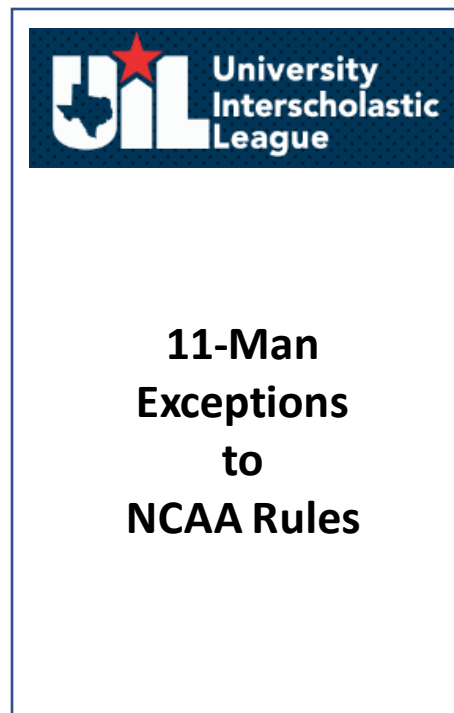 UIL
University
Interscholastic
League
11-Man
Exceptions
to
NCAA Rules